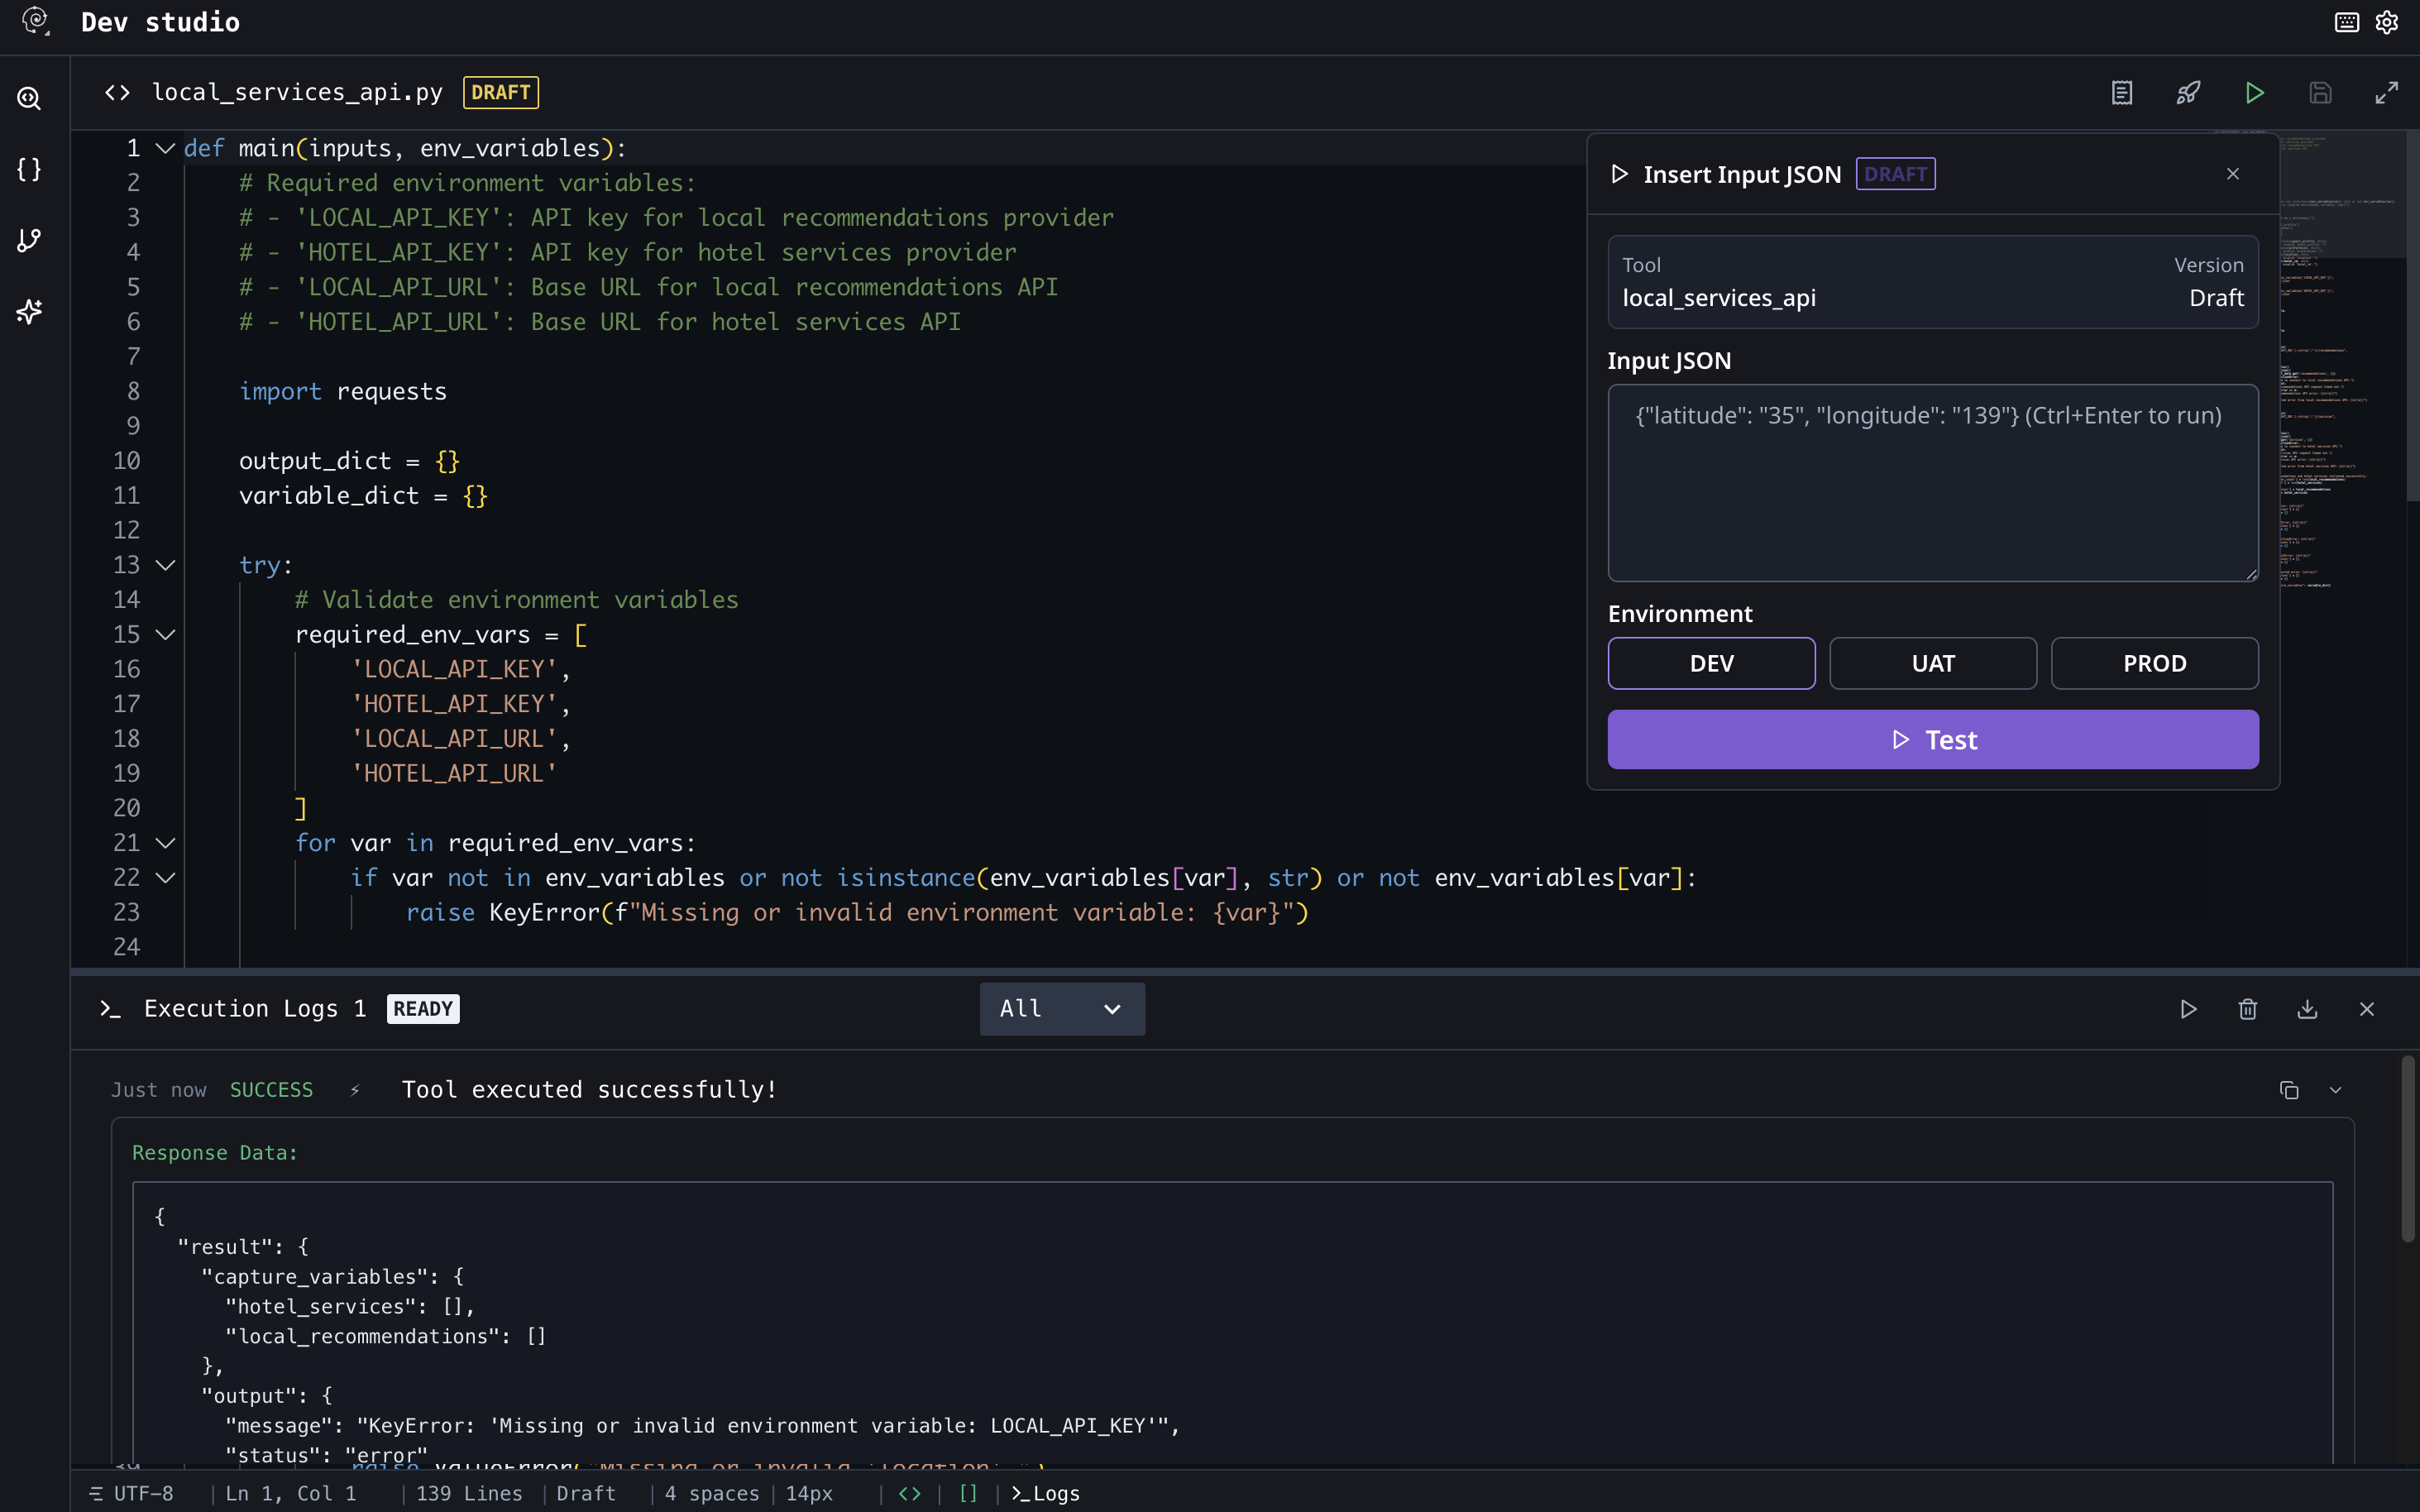 Dev studio
local_services_api.py DRAFT
1 def main(inputs, env_variables):
2 # Required environment variables:
3 # - 'LOCAL_API_KEY': API key for local recommendations provider
4 # - 'HOTEL_API_KEY': API key for hotel services provider
5 # - 'LOCAL_API_URL': Base URL for local recommendations API
6 # - 'HOTEL_API_URL': Base URL for hotel services API
7
8 import requests
9
10 output_dict = {}
11 variable_dict = {}
12
13 try:
14 # Validate environment variables
15 required_env_vars = [
16 'LOCAL_API_KEY',
17 'HOTEL_API_KEY',
18 'LOCAL_API_URL',
19 'HOTEL_API_URL'
20 ]
21 for var in required_env_vars:
22 if var not in env_variables or not isinstance(env_variables[var], str) or not env_variables[var]:
23 raise KeyError(f"Missing or invalid environment variable: {var}")
24
Insert Input JSON DRAFT
Tool Version
local_services_api Draft
Input JSON
{"latitude": "35", "longitude": "139"} (Ctrl+Enter to run)
Environment
DEV UAT PROD
Test
Execution Logs 1 READY All
Just now SUCCESS ⚡ Tool executed successfully!
Response Data:
{
"result": {
"capture_variables": {
"hotel_services": [],
"local_recommendations": []
},
"output": {
"message": "KeyError: 'Missing or invalid environment variable: LOCAL_API_KEY'",
"status": "error"
UTF-8 | Ln 1, Col 1 | 139 Lines | Draft | 4 spaces | 14px | <> | [] | >_Logs